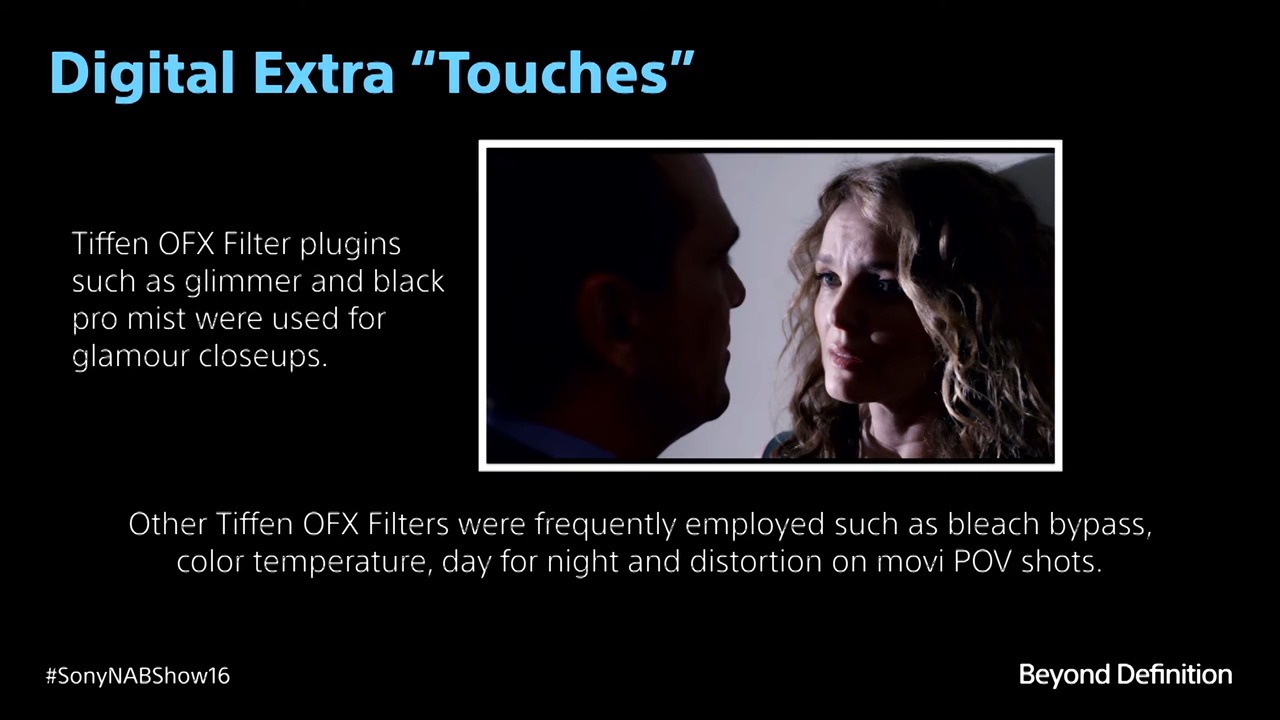 Digital Extra “Touches”
Tiffen OFX Filter plugins
such as glimmer and black
pro mist were used for
glamour closeups.
Other Tiffen OFX Filters were frequently employed such as bleach bypass,
color temperature, day for night and distortion on movi POV shots.
#SonyNABShow16
Beyond Definition